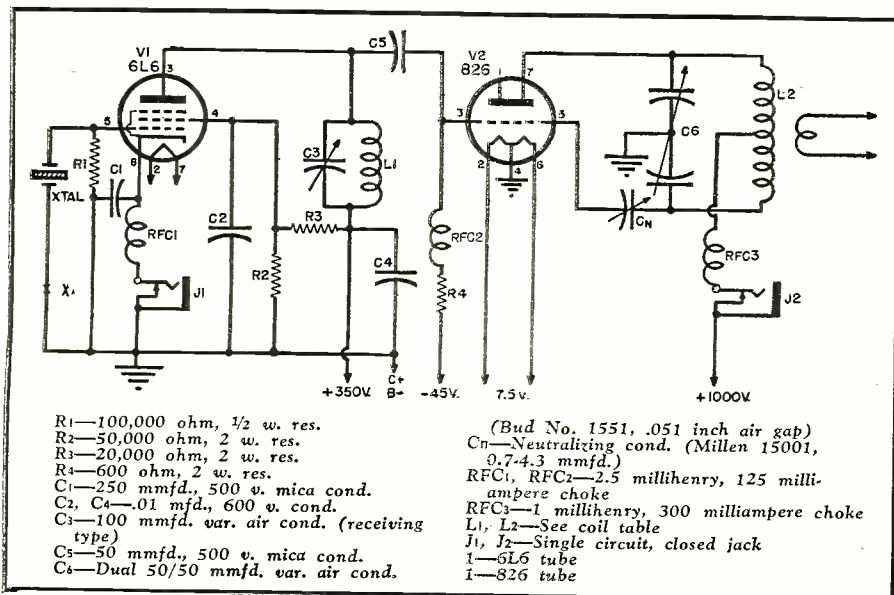 V1
6L6
3
5
4
8
2
7
R1
C1
XTAL
RFC1
J1
X
C2
R2
R3
C3
L1
C4
C5
+350V.
C+
B-
-45V.
RFC2
R4
V2
826
7
3
3
2
4
6
7.5V.
CN
C6
L2
RFC3
J2
+1000V.
R1—100,000 ohm, 1/2 w. res.
R2—50,000 ohm, 2 w. res.
R3—20,000 ohm, 2 w. res.
R4—600 ohm, 2 w. res.
C1—250 mmfd., 500 v. mica cond.
C2, C4—.01 mfd., 600 v. cond.
C3—100 mmfd. var. air cond. (receiving
type)
C5—50 mmfd., 500 v. mica cond.
C6—Dual 50/50 mmfd. var. air cond.
(Bud No. 1551, .051 inch air gap)
Cn—Neutralizing cond. (Millen 15001,
0.7-4.3 mmfd.)
RFC1, RFC2—2.5 millihenry, 125 milli-
ampere choke
RFC3—1 millihenry, 300 milliampere choke
L1, L2—See coil table
J1, J2—Single circuit, closed jack
1—6L6 tube
1—826 tube